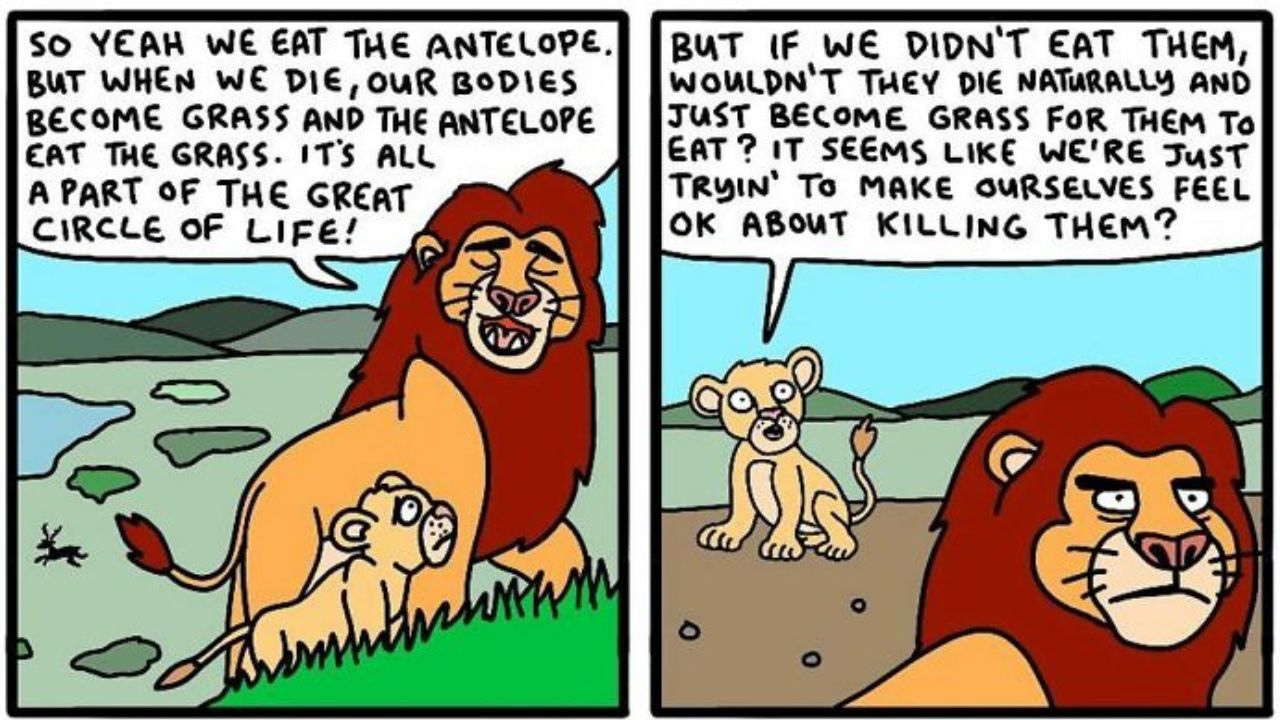 SO YEAH WE EAT THE ANTELOPE.
BUT WHEN WE DIE, OUR BODIES
BECOME GRASS AND THE ANTELOPE
EAT THE GRASS. IT'S ALL
A PART OF THE GREAT
CIRCLE OF LIFE!
BUT IF WE DIDN'T EAT THEM,
WOULDN'T THEY DIE NATURALLY AND
JUST BECOME GRASS FOR THEM TO
EAT? IT SEEMS LIKE WE'RE JUST
TRYIN' TO MAKE OURSELVES FEEL
OK ABOUT KILLING THEM?